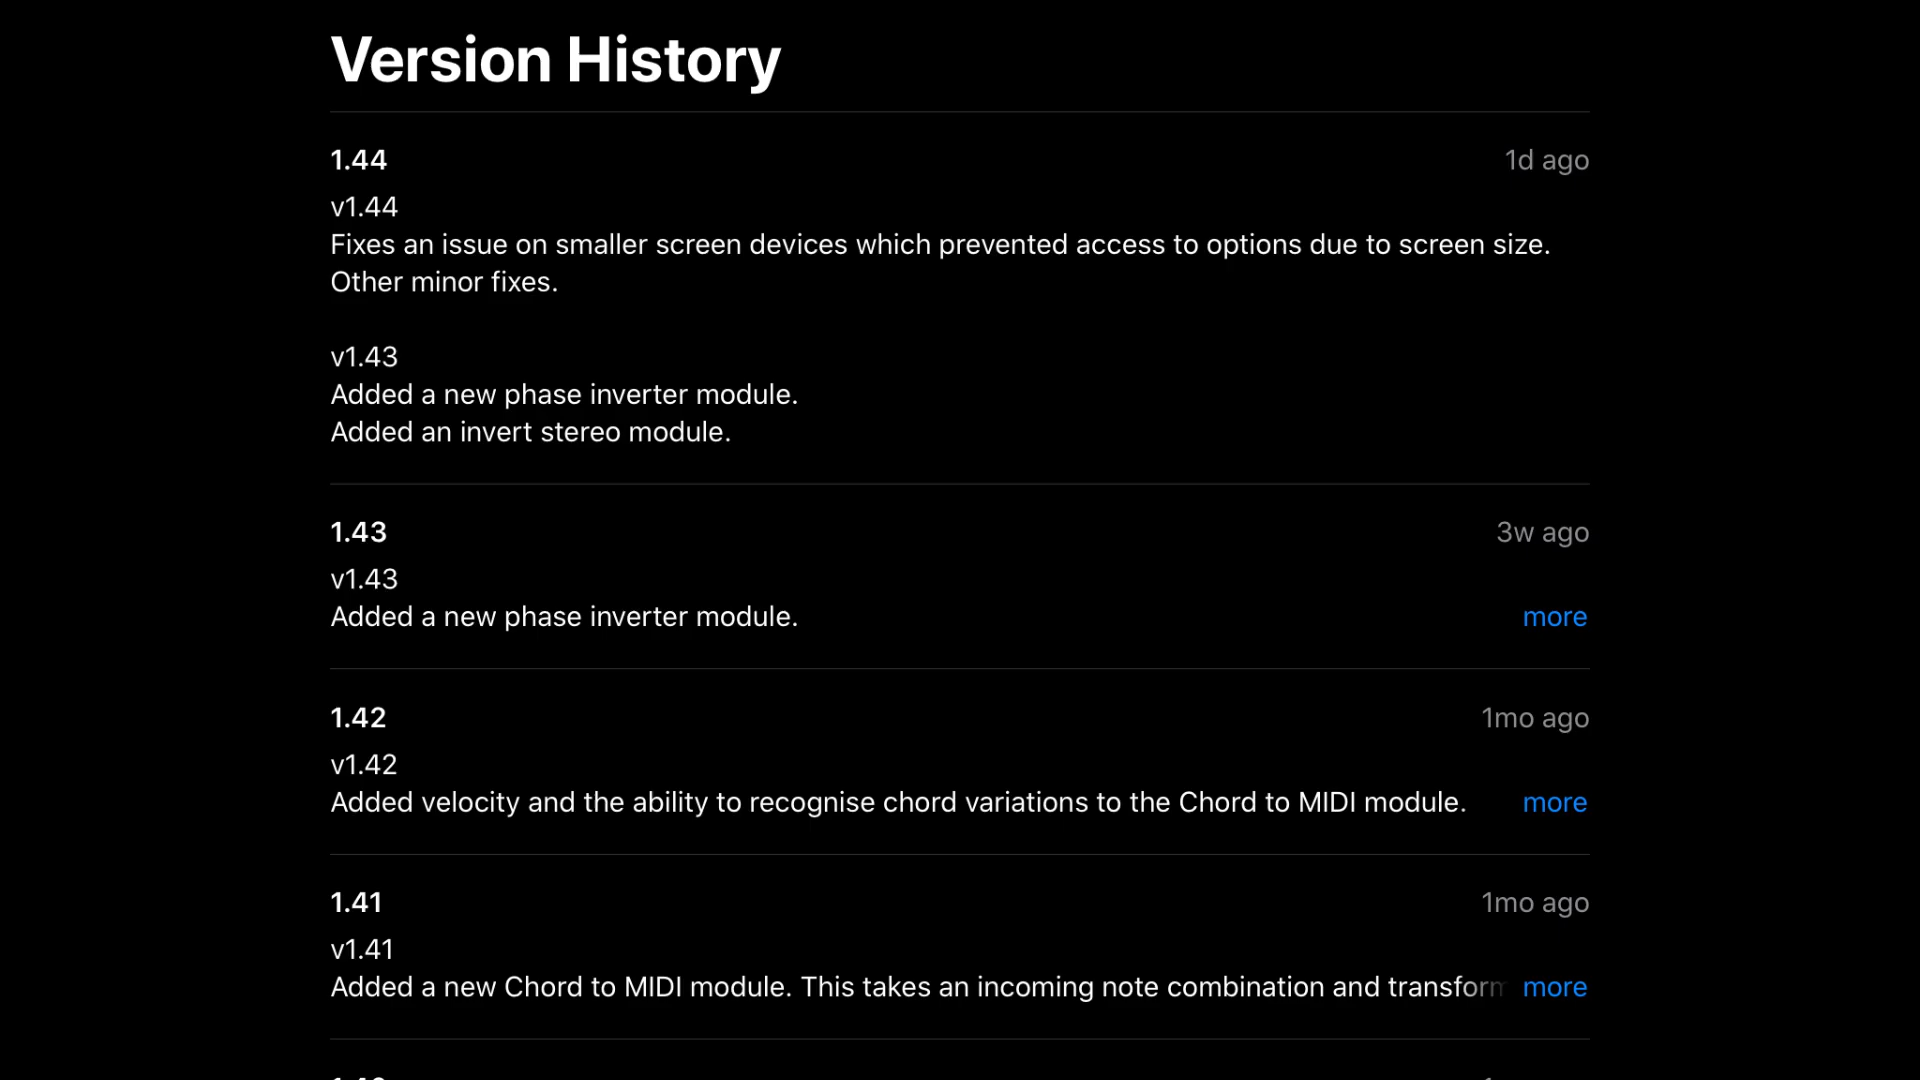 Version History
1.44
1d ago
v1.44
Fixes an issue on smaller screen devices which prevented access to options due to screen size.
Other minor fixes.
v1.43
Added a new phase inverter module.
Added an invert stereo module.
1.43
3w ago
v1.43
Added a new phase inverter module.
more
1.42
1mo ago
v1.42
Added velocity and the ability to recognise chord variations to the Chord to MIDI module.
more
1.41
1mo ago
v1.41
Added a new Chord to MIDI module. This takes an incoming note combination and transform
more